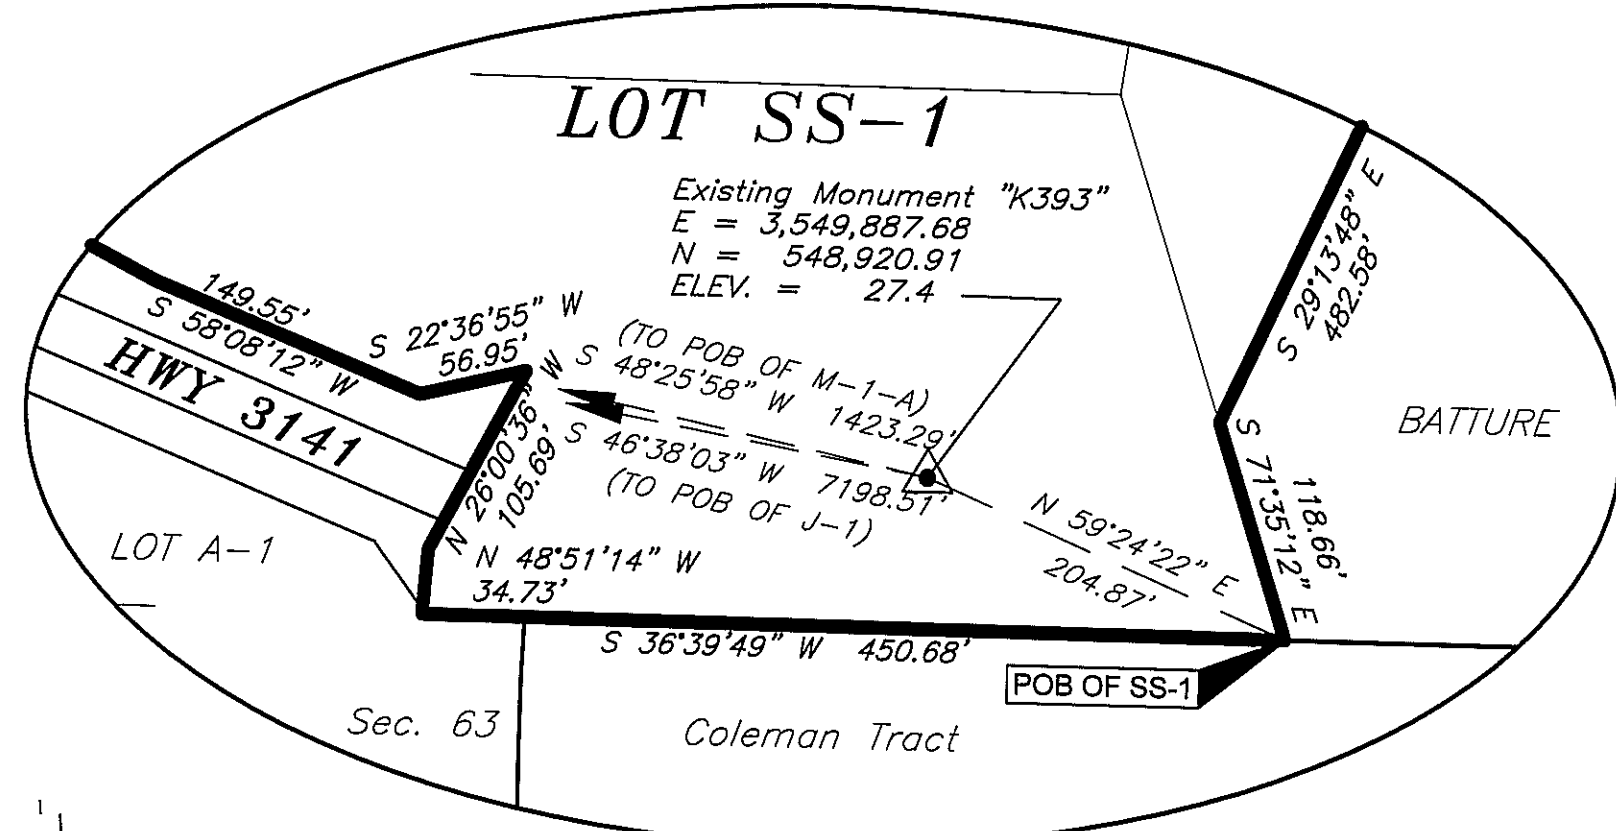 LOT SS-1
Existing Monument "K393"
E = 3,549,887.68
N = 548,920.91
ELEV. = 27.4
149.55'
S 58°08'12" W
HWY 3141
S 22°36'55" W
56.95'
(TO POB OF M-1-A)
S 48°25'58" W 1423.29'
S 46°38'03" W 7198.51'
(TO POB OF J-1)
N 26°00'36" W
105.69'
N 48°51'14" W
34.73'
S 29°13'48" E
482.58'
BATTURE
118.66'
S 71°35'12" E
N 59°24'22" E
204.87'
LOT A-1
S 36°39'49" W 450.68'
POB OF SS-1
Sec. 63
Coleman Tract